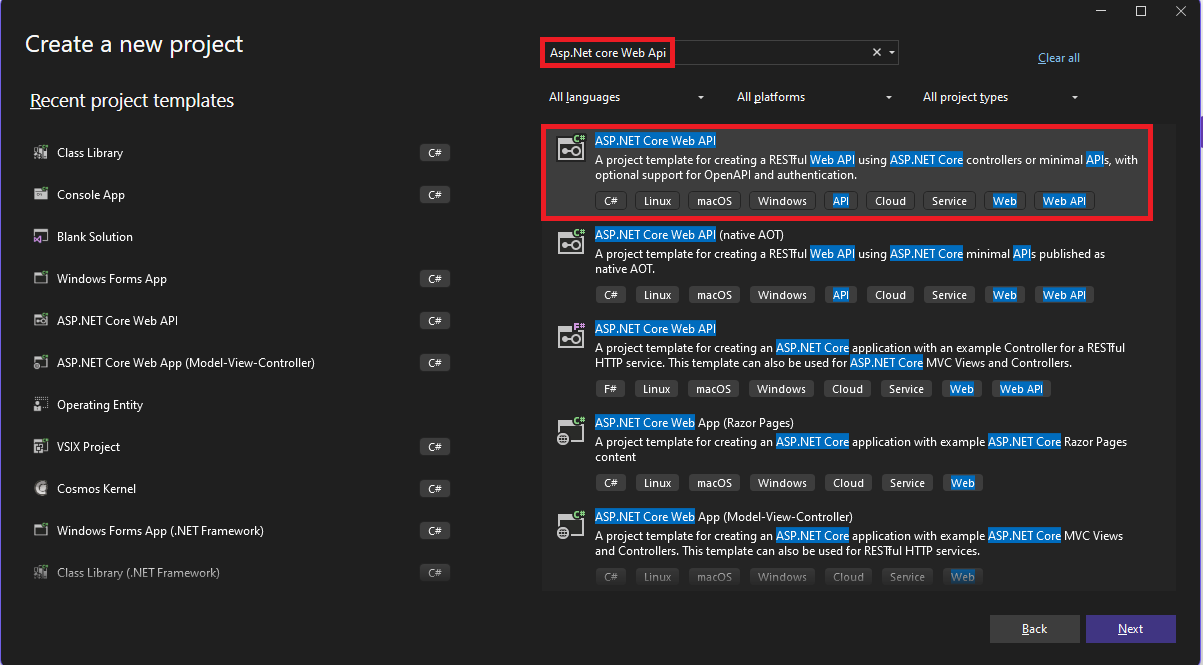 Create a new project
Recent project templates
Class Library
C#
Console App
C#
Blank Solution
Windows Forms App
C#
ASP.NET Core Web API
C#
ASP.NET Core Web App (Model-View-Controller)
C#
Operating Entity
VSIX Project
C#
Cosmos Kernel
C#
Windows Forms App (.NET Framework)
C#
Class Library (.NET Framework)
C#
Asp.Net core Web Api
Clear all
All languages
All platforms
All project types
C#
ASP.NET Core Web API
A project template for creating a RESTful Web API using ASP.NET Core controllers or minimal APIs, with
optional support for OpenAPI and authentication.
C# Linux macOS Windows API Cloud Service Web Web API
C#
ASP.NET Core Web API (native AOT)
A project template for creating a RESTful Web API using ASP.NET Core minimal APIs published as
native AOT.
C# Linux macOS Windows API Cloud Service Web Web API
F#
ASP.NET Core Web API
A project template for creating an ASP.NET Core application with an example Controller for a RESTful
HTTP service. This template can also be used for ASP.NET Core MVC Views and Controllers.
F# Linux macOS Windows Cloud Service Web Web API
C#
ASP.NET Core Web App (Razor Pages)
A project template for creating an ASP.NET Core application with example ASP.NET Core Razor Pages
content
C# Linux macOS Windows Cloud Service Web
C#
ASP.NET Core Web App (Model-View-Controller)
A project template for creating an ASP.NET Core application with example ASP.NET Core MVC Views
and Controllers. This template can also be used for RESTful HTTP services.
C# Linux macOS Windows Cloud Service Web
Back
Next